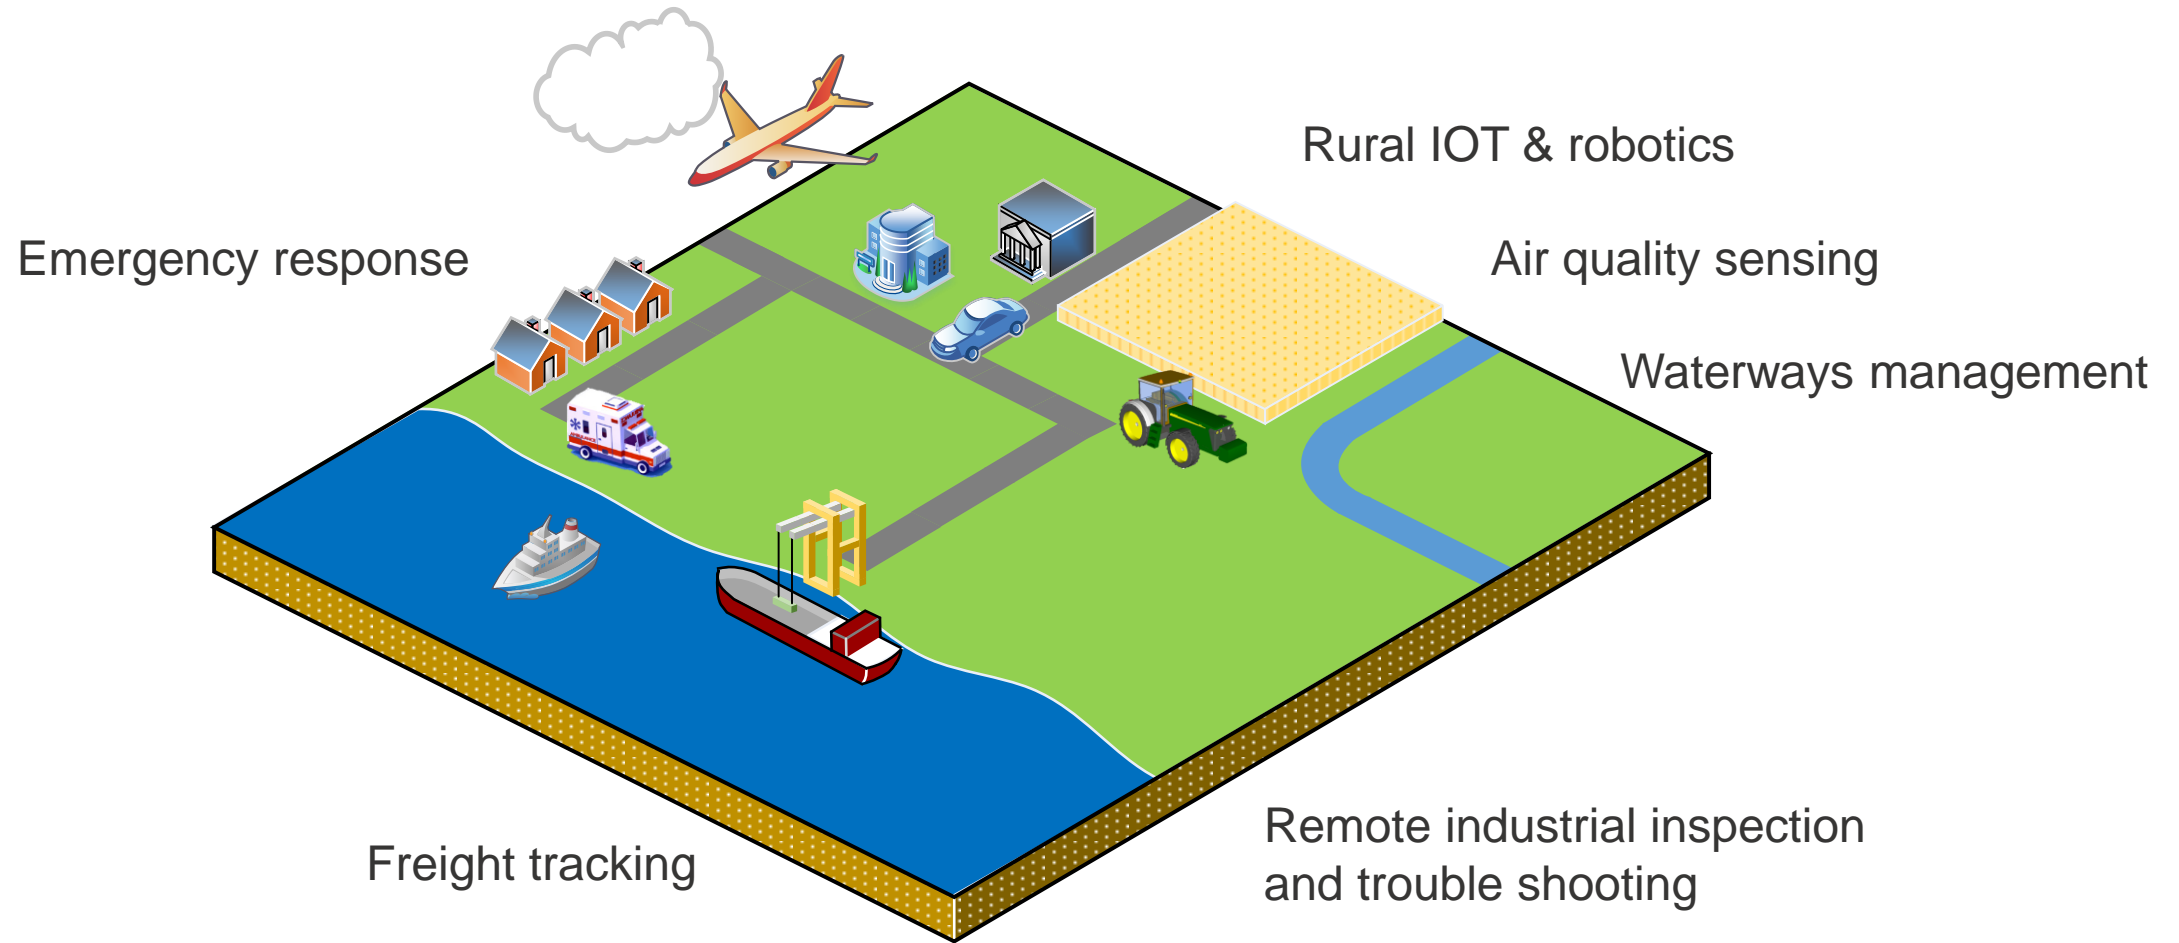 Rural IOT & robotics
Emergency response
Air quality sensing
Waterways management
Remote industrial inspection
and trouble shooting
Freight tracking